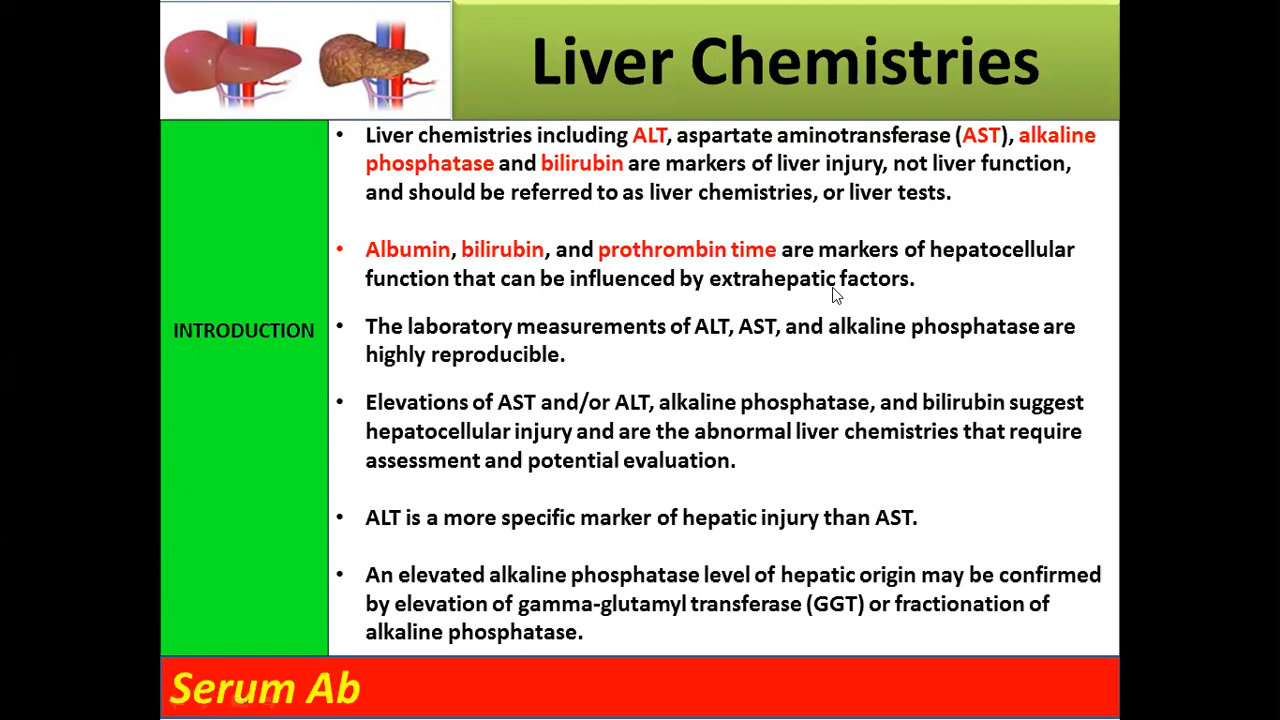 Liver Chemistries
INTRODUCTION
• Liver chemistries including ALT, aspartate aminotransferase (AST), alkaline
phosphatase and bilirubin are markers of liver injury, not liver function,
and should be referred to as liver chemistries, or liver tests.
• Albumin, bilirubin, and prothrombin time are markers of hepatocellular
function that can be influenced by extrahepatic factors.
• The laboratory measurements of ALT, AST, and alkaline phosphatase are
highly reproducible.
• Elevations of AST and/or ALT, alkaline phosphatase, and bilirubin suggest
hepatocellular injury and are the abnormal liver chemistries that require
assessment and potential evaluation.
• ALT is a more specific marker of hepatic injury than AST.
• An elevated alkaline phosphatase level of hepatic origin may be confirmed
by elevation of gamma-glutamyl transferase (GGT) or fractionation of
alkaline phosphatase.
Serum Ab